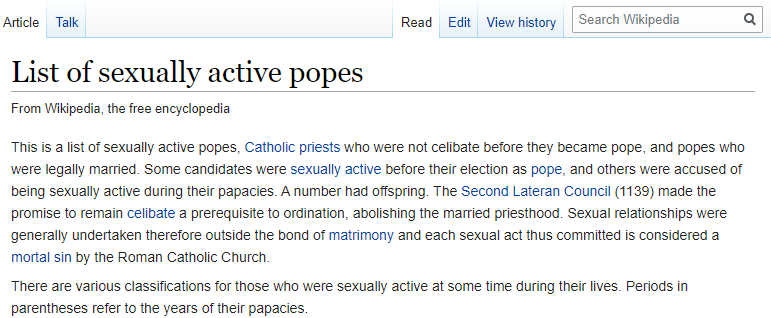 Article Talk Read Edit View history Search Wikipedia
List of sexually active popes
From Wikipedia, the free encyclopedia
This is a list of sexually active popes, Catholic priests who were not celibate before they became pope, and popes who
were legally married. Some candidates were sexually active before their election as pope, and others were accused of
being sexually active during their papacies. A number had offspring. The Second Lateran Council (1139) made the
promise to remain celibate a prerequisite to ordination, abolishing the married priesthood. Sexual relationships were
generally undertaken therefore outside the bond of matrimony and each sexual act thus committed is considered a
mortal sin by the Roman Catholic Church.
There are various classifications for those who were sexually active at some time during their lives. Periods in
parentheses refer to the years of their papacies.